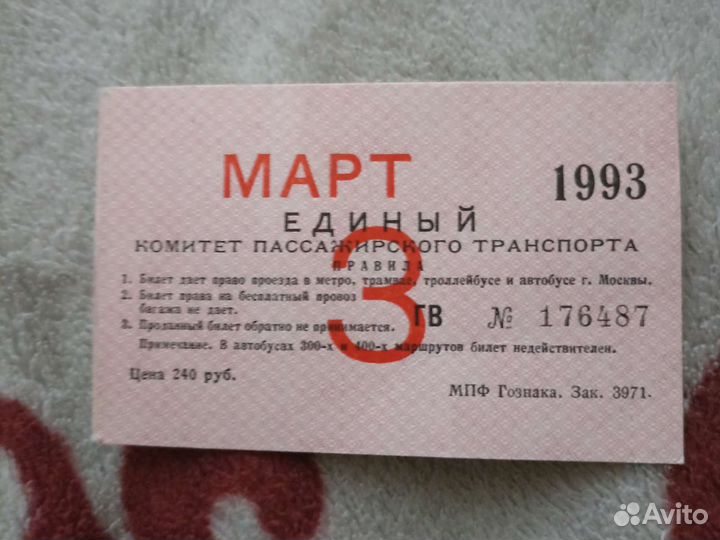 МАРТ 1993
ЕДИНЫЙ
КОМИТЕТ ПАССАЖИРСКОГО ТРАНСПОРТА
ПРАВИЛА
1. Билет дает право проезда в метро, трамвае, троллейбусе и автобусе г. Москвы.
2. Билет права на бесплатный провоз
багажа не дает.
3. Проданный билет обратно не принимается.
3
ГВ № 176487
Примечание. В автобусах 300-х и 400-х маршрутов билет недействителен.
Цена 240 руб.
МПФ Гознака. Зак. 3971.
Avito